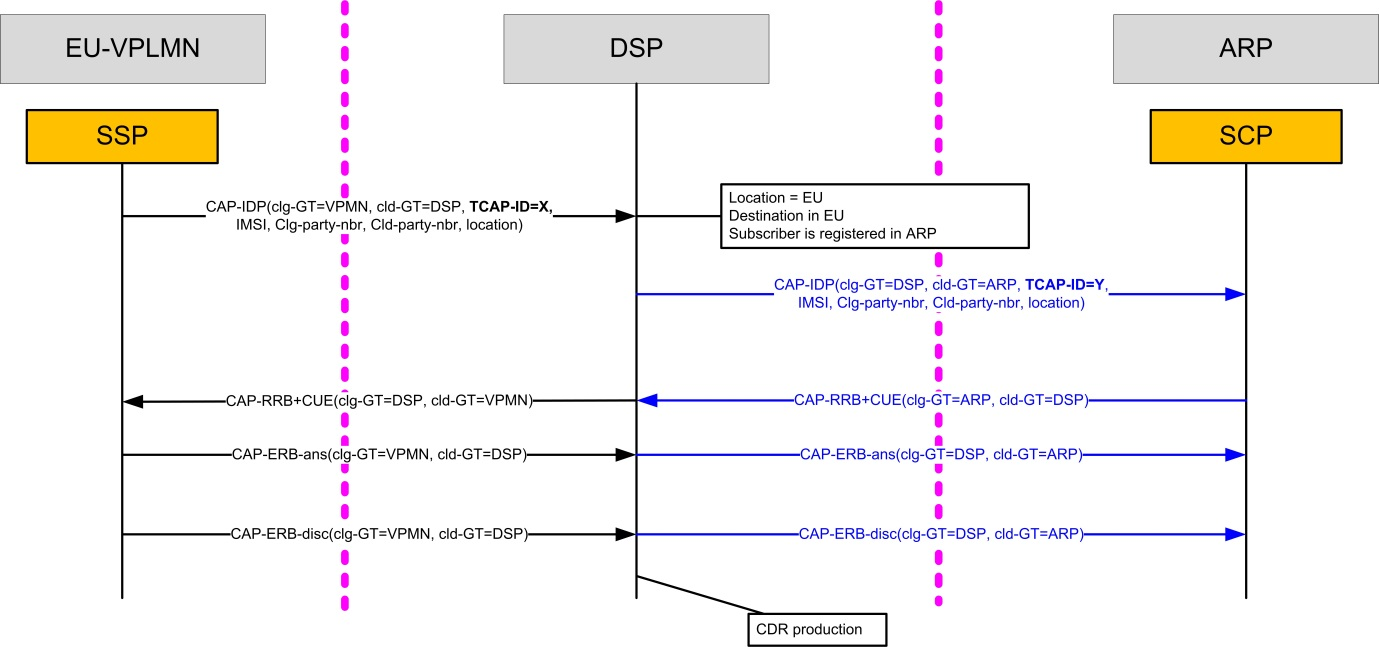 EU-VPLMN
DSP
ARP
SSP
SCP
CAP-IDP(clg-GT=VPMN, cld-GT=DSP, TCAP-ID=X,
IMSI, Clg-party-nbr, Cld-party-nbr, location)
Location = EU
Destination in EU
Subscriber is registered in ARP
CAP-IDP(clg-GT=DSP, cld-GT=ARP, TCAP-ID=Y,
IMSI, Clg-party-nbr, Cld-party-nbr, location)
CAP-RRB+CUE(clg-GT=DSP, cld-GT=VPMN)
CAP-RRB+CUE(clg-GT=ARP, cld-GT=DSP)
CAP-ERB-ans(clg-GT=VPMN, cld-GT=DSP)
CAP-ERB-ans(clg-GT=DSP, cld-GT=ARP)
CAP-ERB-disc(clg-GT=VPMN, cld-GT=DSP)
CAP-ERB-disc(clg-GT=DSP, cld-GT=ARP)
CDR production